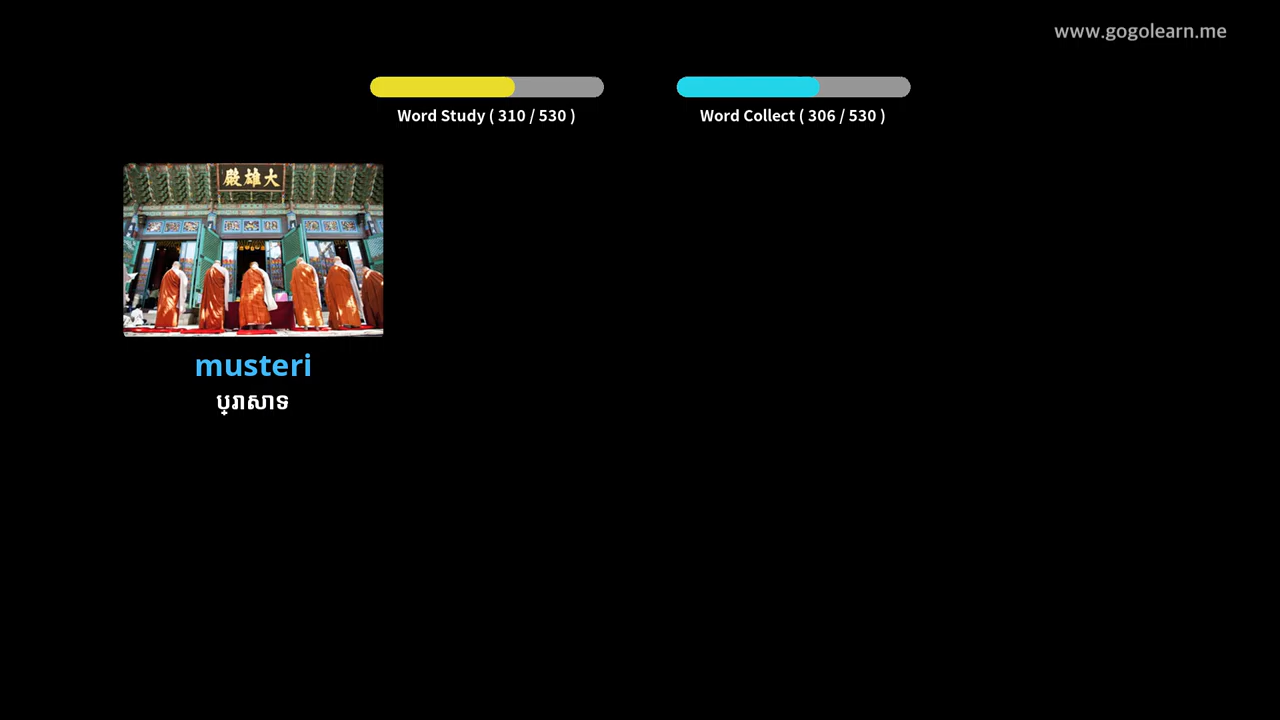 www.gogolearn.me
Word Study ( 310 / 530 )
Word Collect ( 306 / 530 )
殿雄大
musteri
ប្រាសាទ